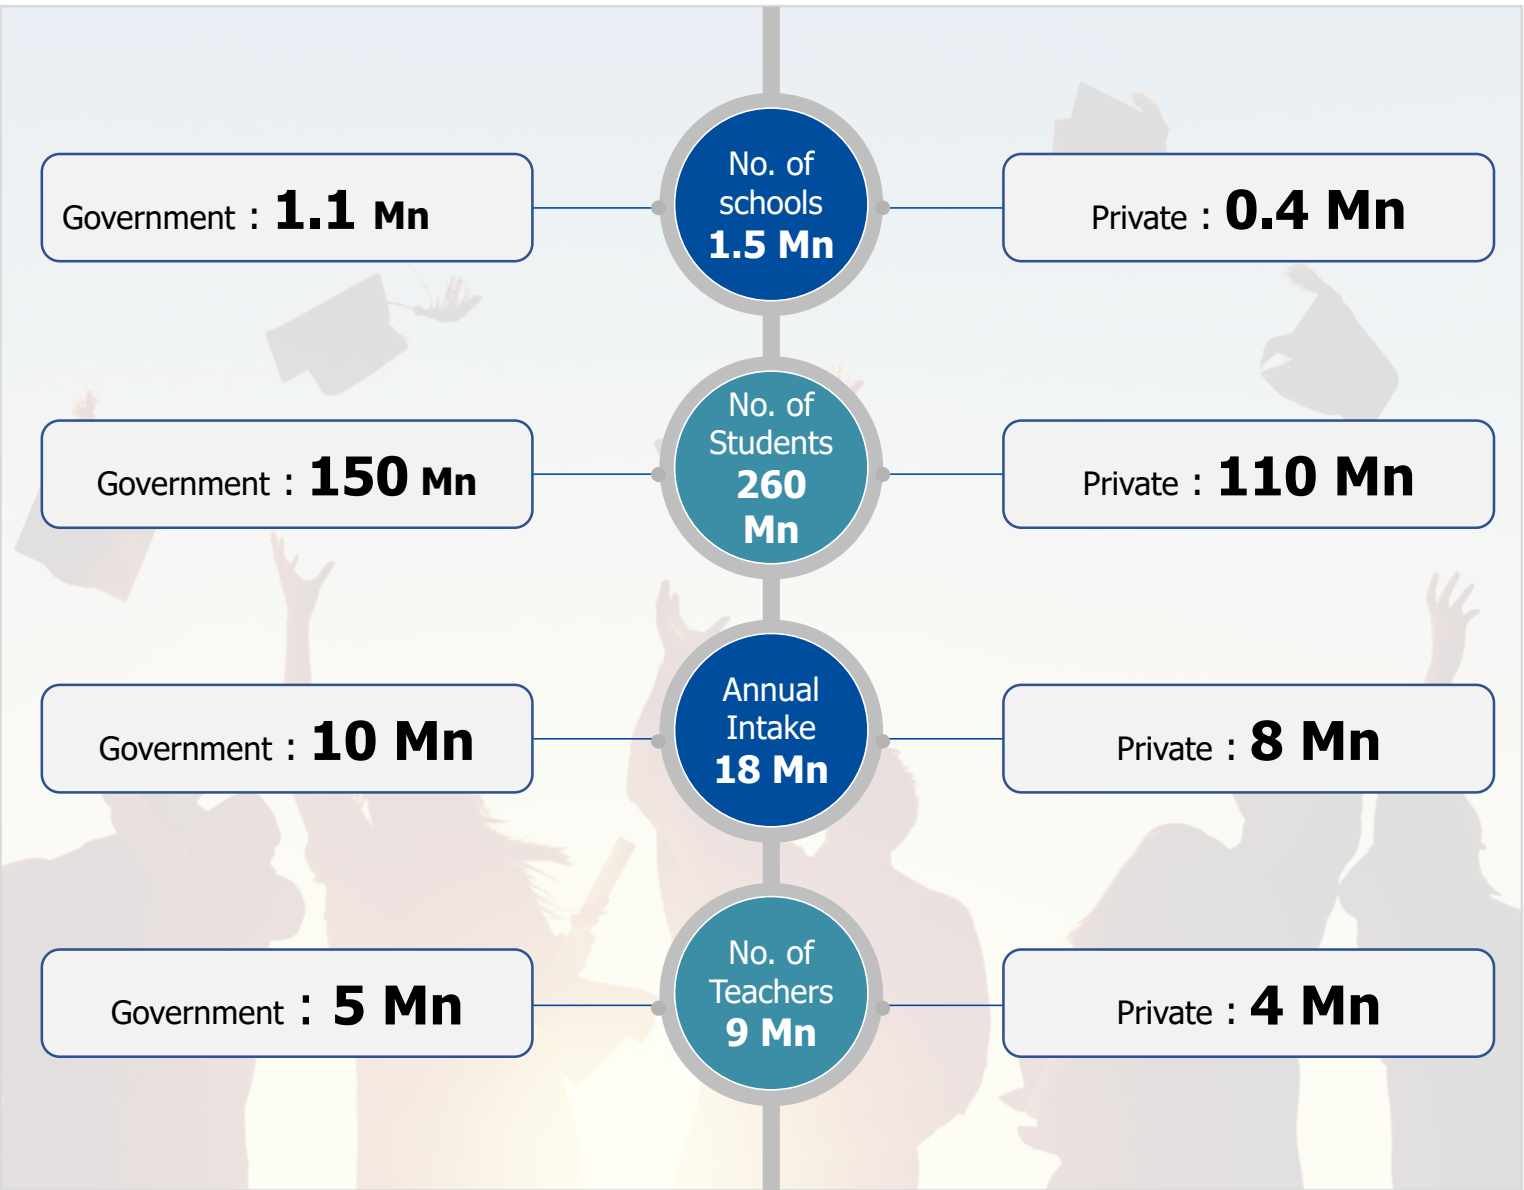 No. of
schools
1.5 Mn
Government : 1.1 Mn
Private : 0.4 Mn
No. of
Students
260
Mn
Government : 150 Mn
Private : 110 Mn
Annual
Intake
18 Mn
Government : 10 Mn
Private : 8 Mn
No. of
Teachers
9 Mn
Government : 5 Mn
Private : 4 Mn